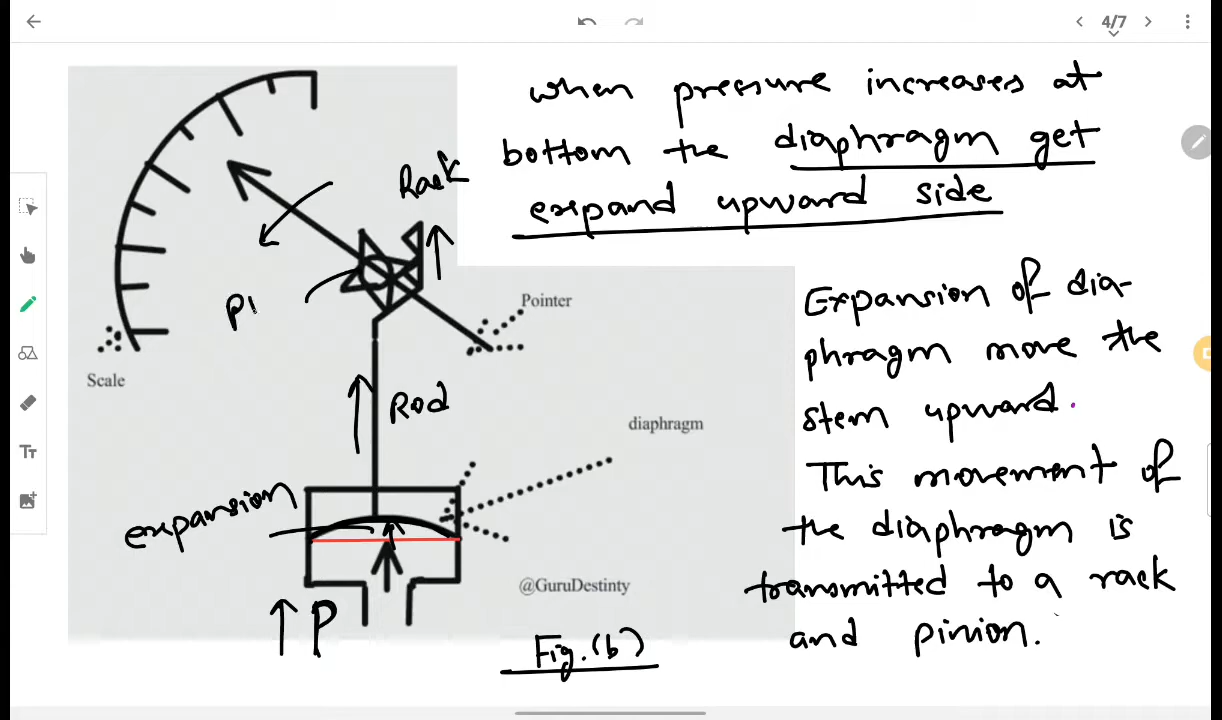 4/7
when pressure increases at
bottom the diaphragm get
expand upward side
Rack
Pointer
Pi
Scale
Rod
diaphragm
expansion
@GuruDestinty
P
Fig.(b)
Expansion of dia-
phragm move the
stem upward.
This movement of
the diaphragm is
transmitted to a rack
and pinion.
Tт